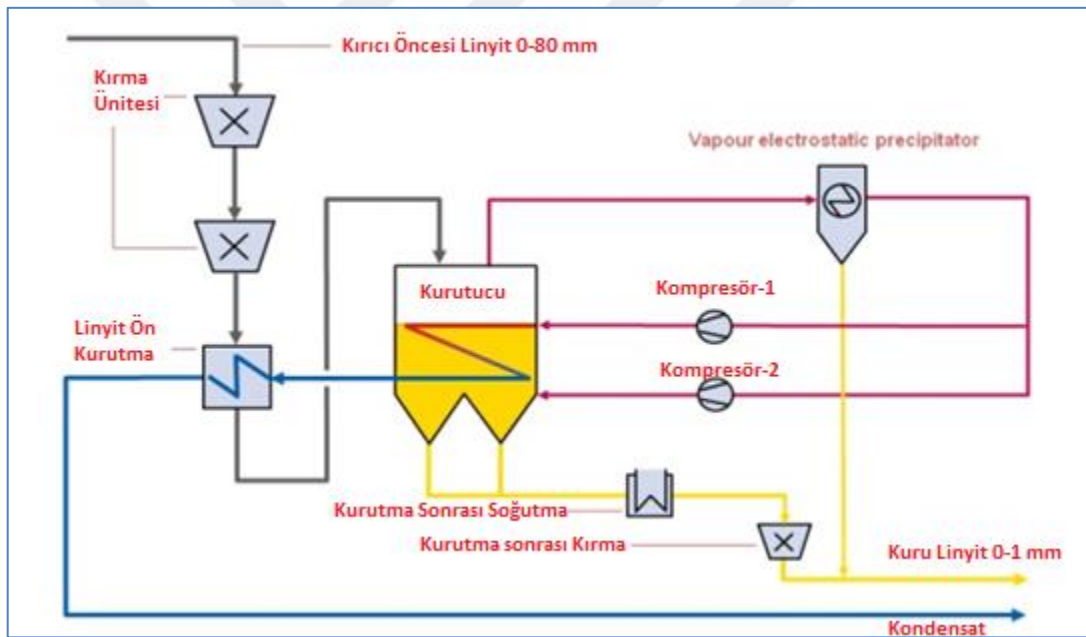 Kırıcı Öncesi Linyit 0-80 mm
Kırma
Ünitesi
Vapour electrostatic precipitator
Kurutucu
Kompresör-1
Linyit Ön
Kurutma
Kompresör-2
Kurutma Sonrası Soğutma
Kurutma sonrası Kırma
Kuru Linyit 0-1 mm
Kondensat